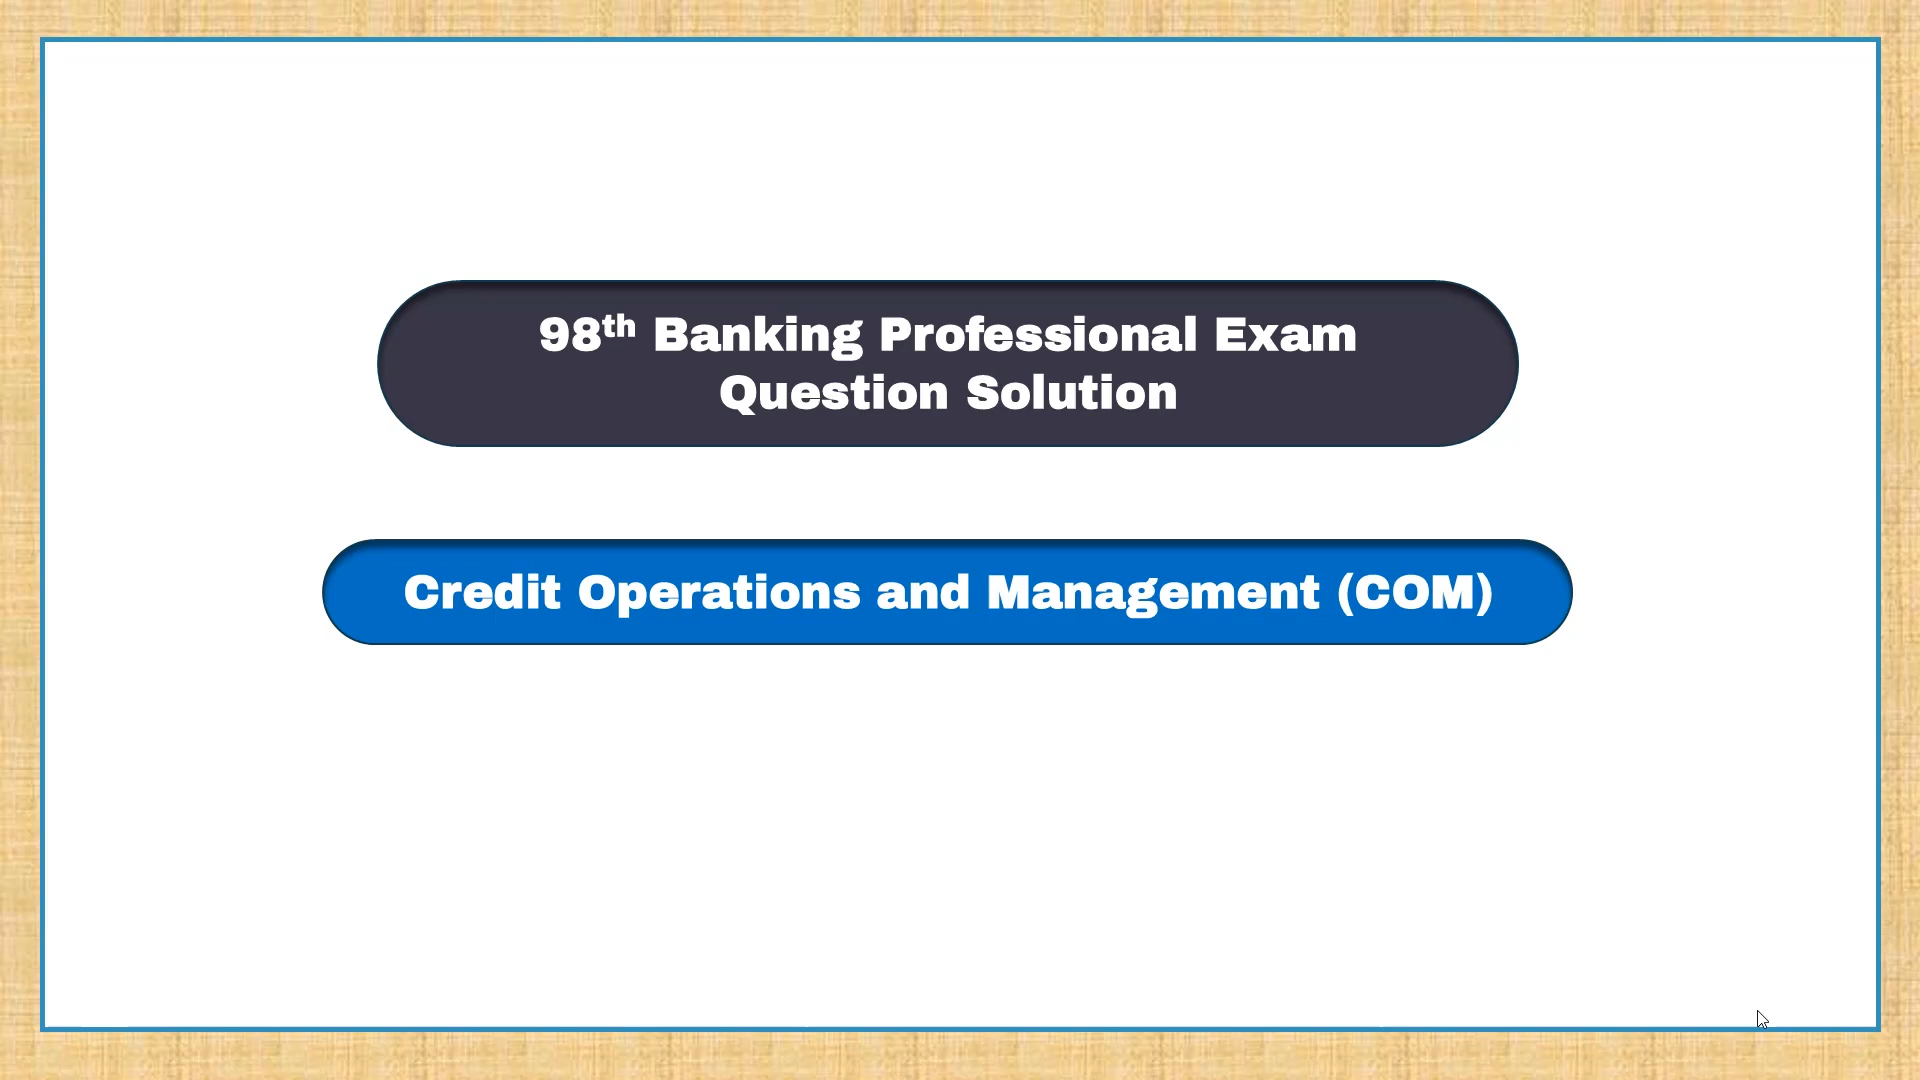 98th Banking Professional Exam
Question Solution
Credit Operations and Management (COM)